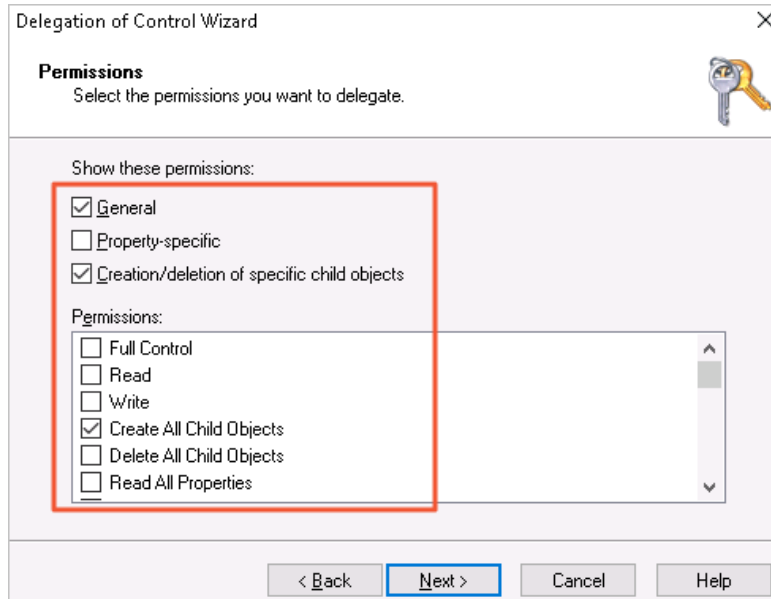 Delegation of Control Wizard
Permissions
Select the permissions you want to delegate.
Show these permissions:
General
Property-specific
Creation/deletion of specific child objects
Permissions:
Full Control
Read
Write
Create All Child Objects
Delete All Child Objects
Read All Properties
< Back Next > Cancel Help